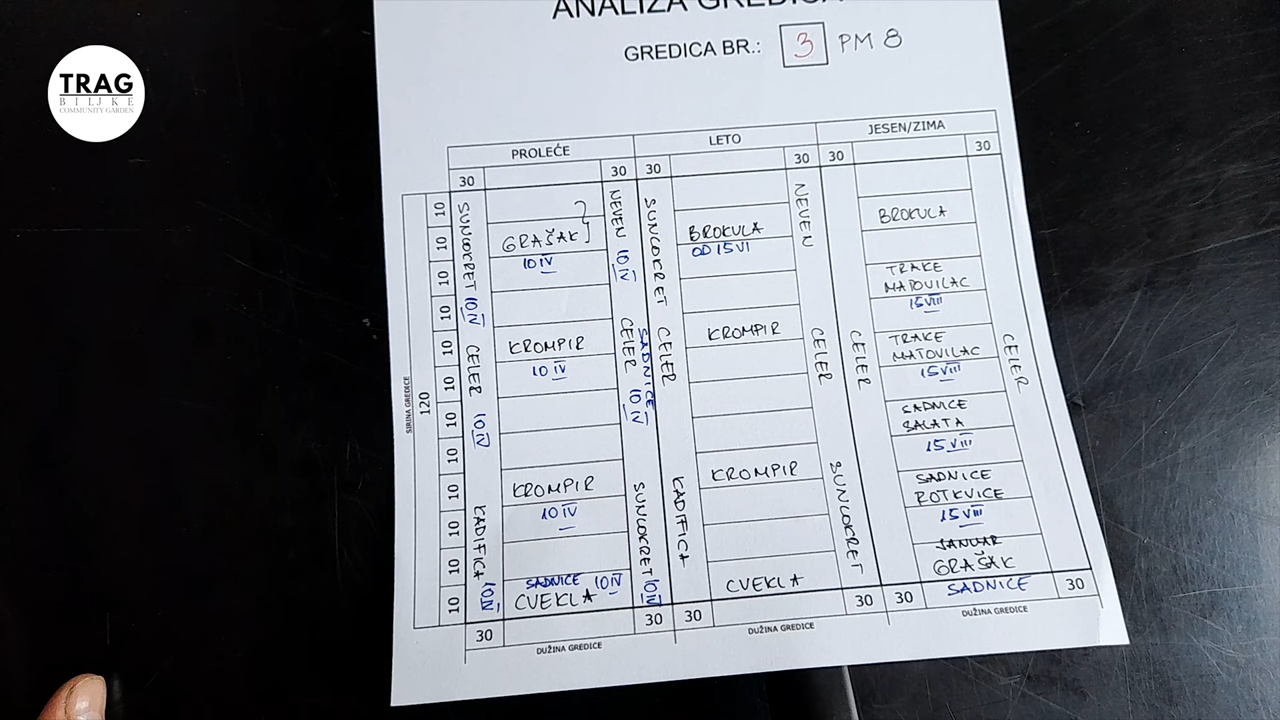 TRAG
BILJKE
COMMUNITY GARDEN
ANALIZA GREDICA
GREDICA BR.: 3 PM 8
PROLEĆE
LETO
JESEN/ZIMA
30
30
30
30
30
30
ŠIRINA GREDICE
120
10
10
10
10
10
10
10
10
10
10
10
10
SUNCOKRET 10 IV
CELER 10 IV
KADIFICA 10 IV
GRAŠAK
10 IV
KROMPIR
10 IV
KROMPIR
10 IV
SADNICE 10 IV
CVEKLA
NEVEN 10 IV
CELER
SADNICE 10 IV
SUNCOKRET 10 IV
30
30
DUŽINA GREDICE
SUNCOKRET
CELER
KADIFICA
BROKULA
OD 15 VI
KROMPIR
KROMPIR
CVEKLA
NEVEN
CELER
SUNCOKRET
30
30
DUŽINA GREDICE
CELER
BROKULA
TRAKE
MATOVILAC
15 VIII
TRAKE
MATOVILAC
15 VIII
SADNICE
SALATA
15 VIII
SADNICE
ROTKVICE
15 VIII
JANUAR
GRAŠAK
SADNICE
CELER
30
30
DUŽINA GREDICE